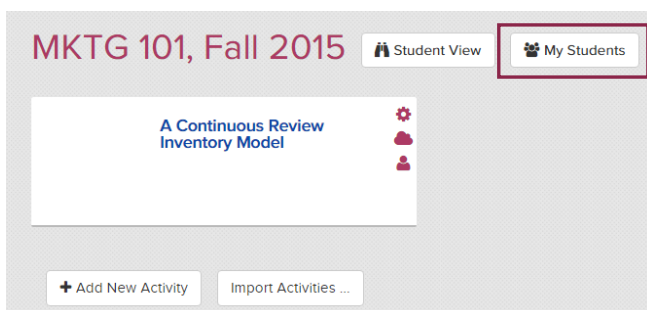 MKTG 101, Fall 2015
Student View
My Students
A Continuous Review
Inventory Model
Add New Activity
Import Activities ...